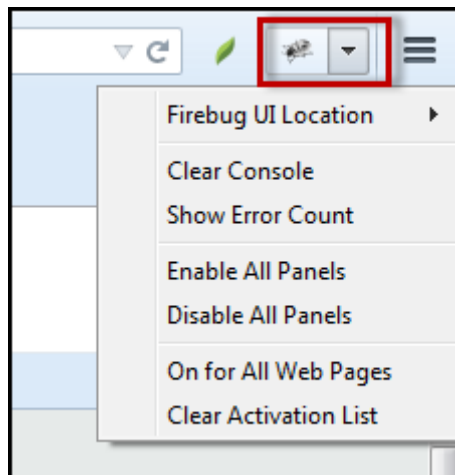 Firebug UI Location
Clear Console
Show Error Count
Enable All Panels
Disable All Panels
On for All Web Pages
Clear Activation List